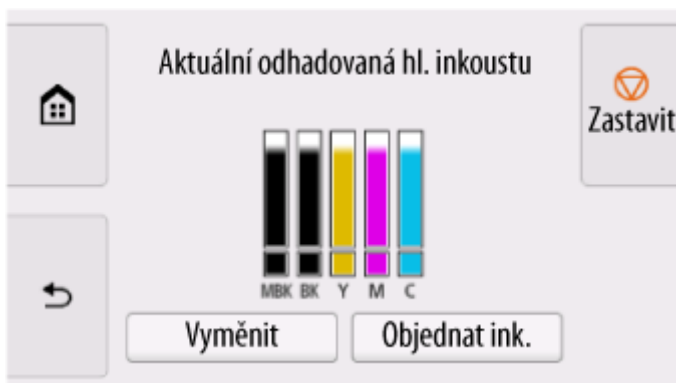 Aktuální odhadovaná hl. inkoustu
Zastavit
MBK BK Y M C
Vyměnit
Objednat ink.